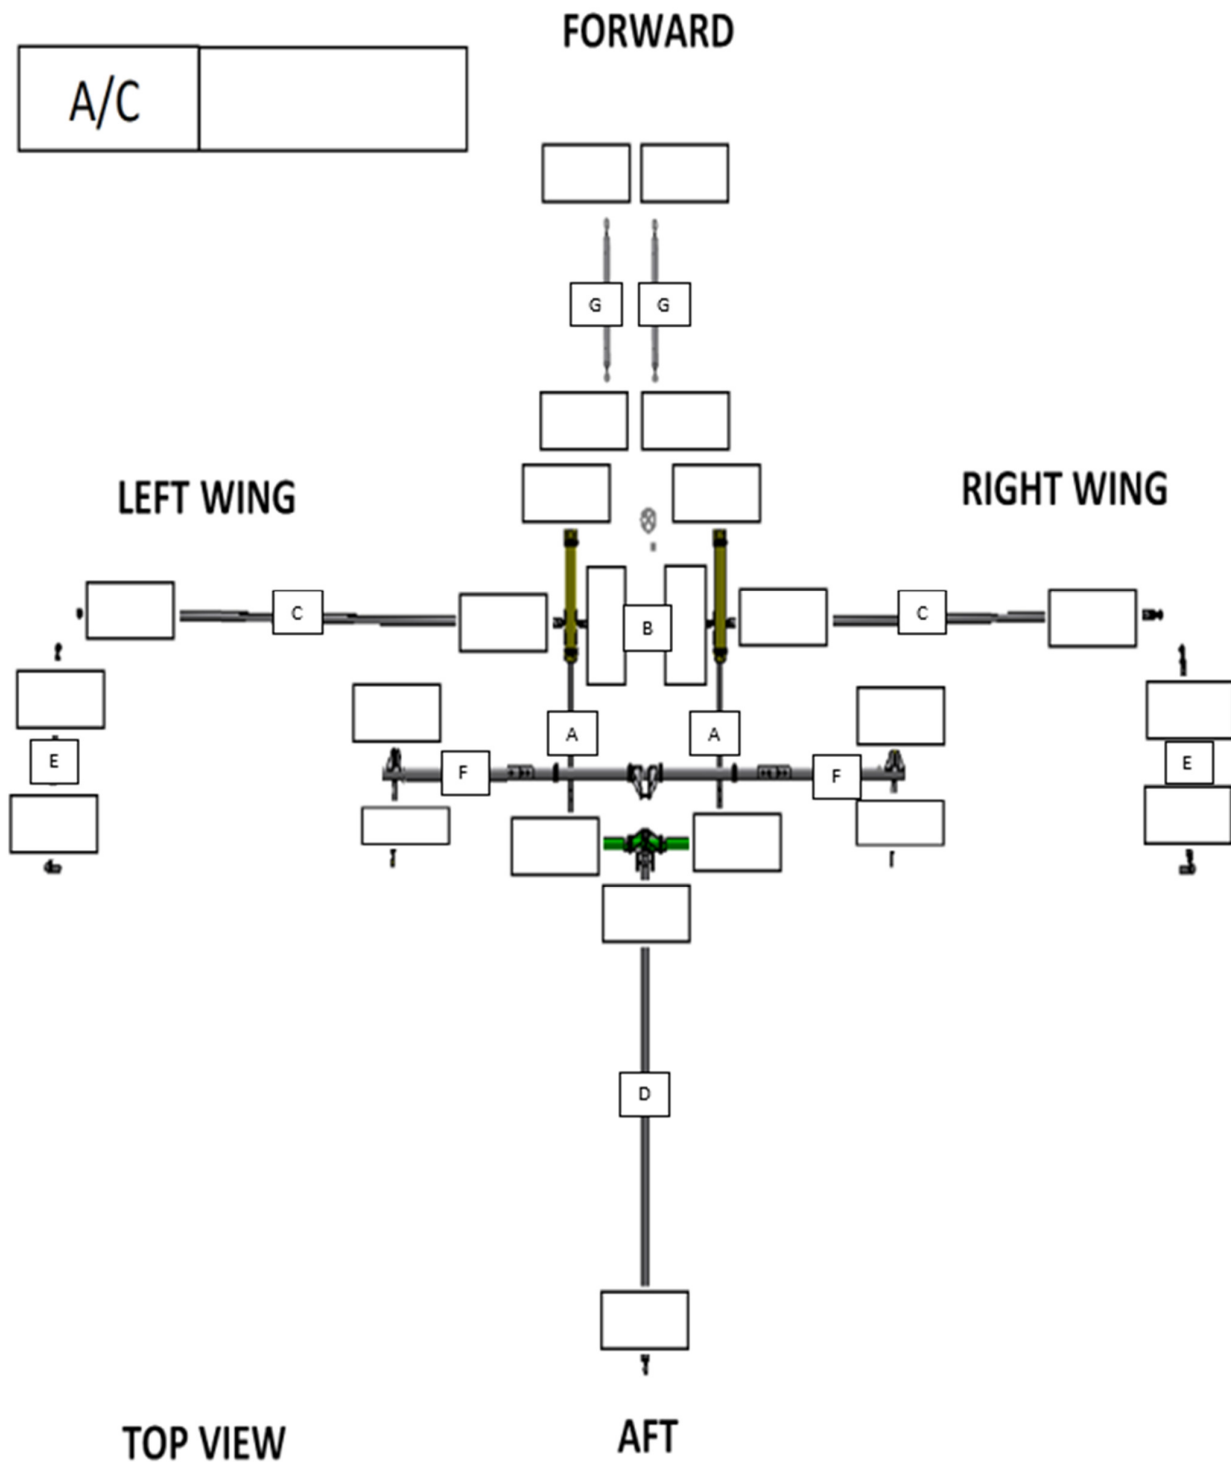 FORWARD
A/C
G G
LEFT WING
RIGHT WING
C B C
A A
E F F E
D
TOP VIEW
AFT